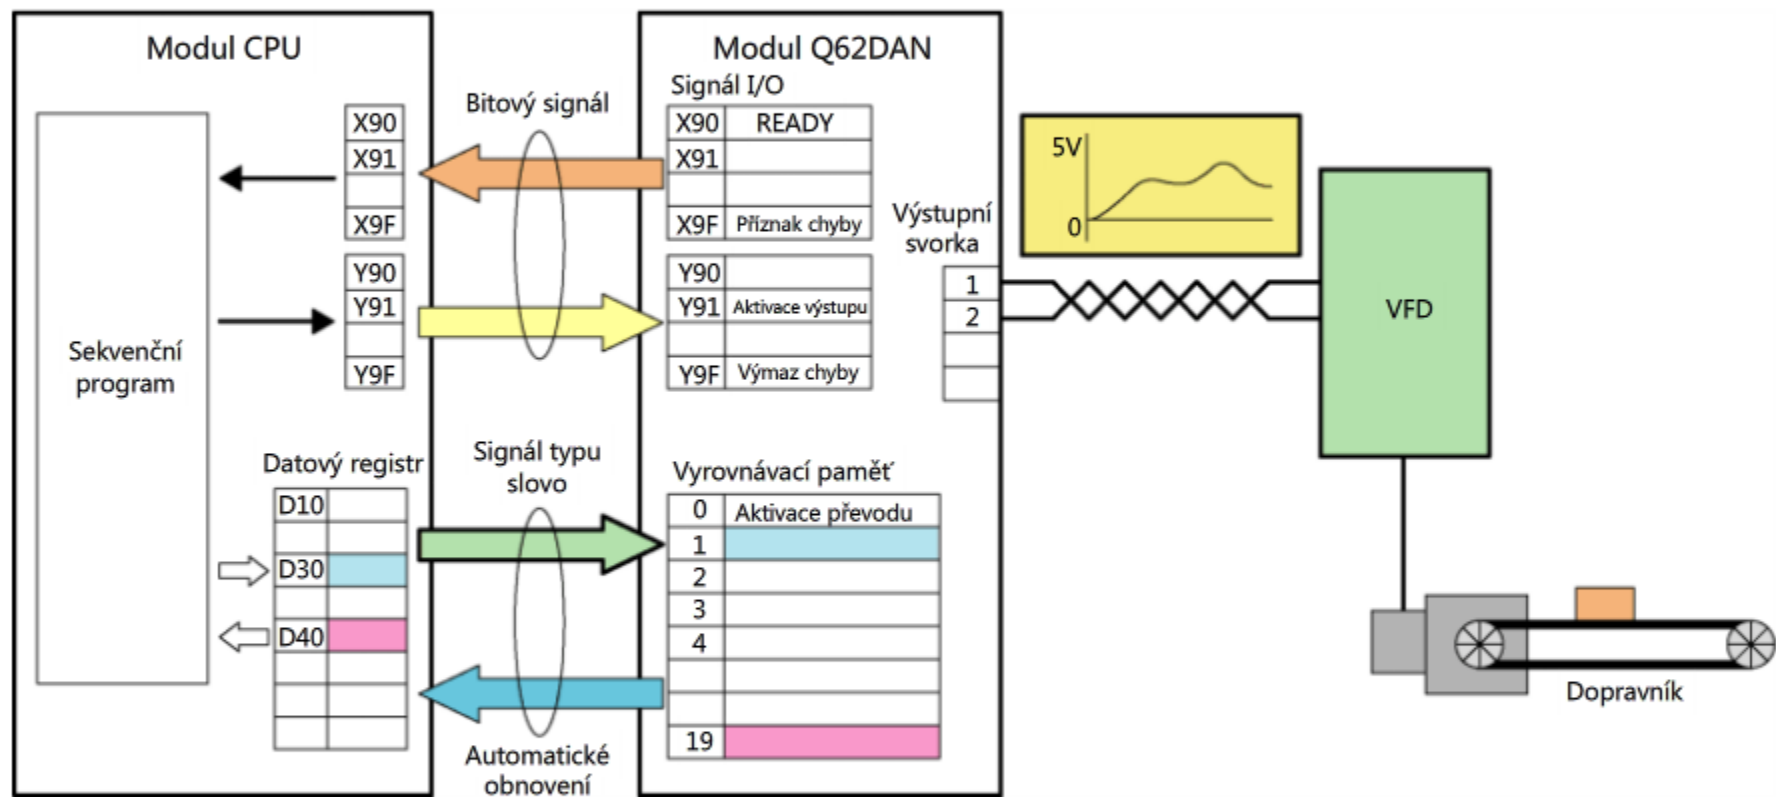 Modul CPU
Sekvenční
program
X90
X91
X9F
Y90
Y91
Y9F
Datový registr
D10
D30
D40
Bitový signál
Signál typu
slovo
Automatické
obnovení
Modul Q62DAN
Signál I/O
X90 READY
X91
X9F Příznak chyby
Y90
Y91 Aktivace výstupu
Y9F Výmaz chyby
Výstupní
svorka
1
2
Vyrovnávací paměť
0 Aktivace převodu
1
2
3
4
19
5V
0
VFD
Dopravník